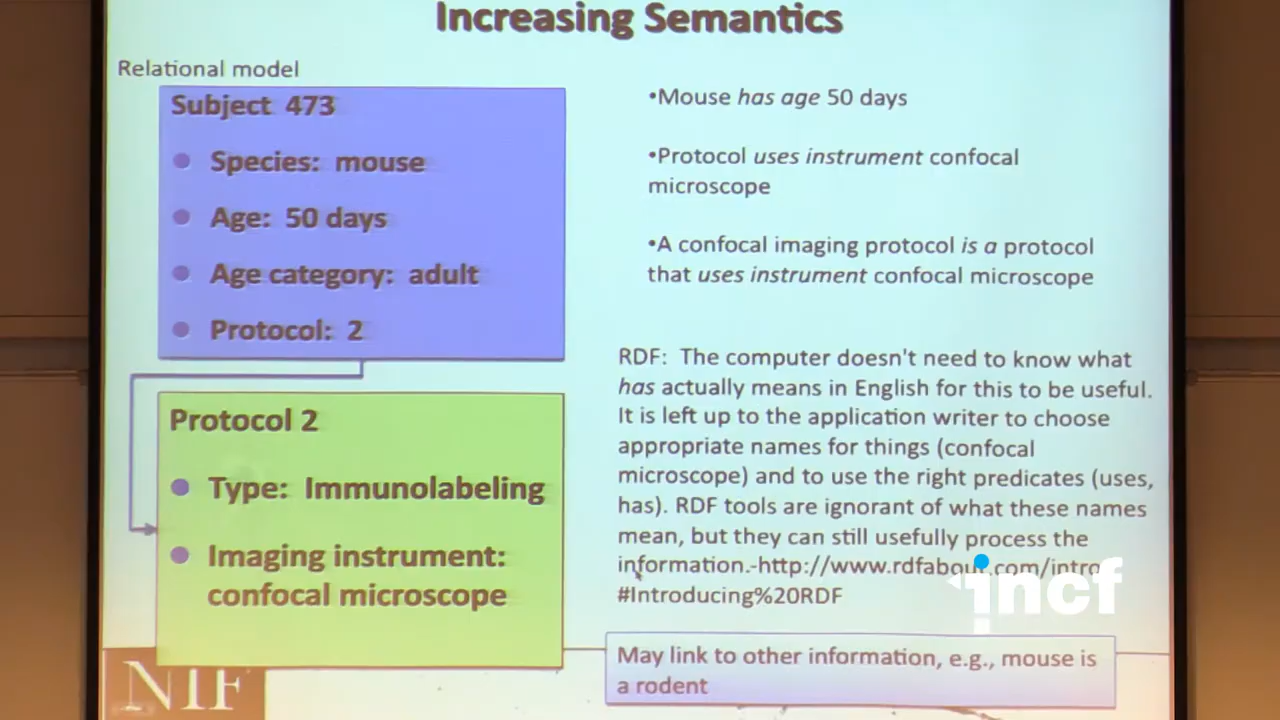 Increasing Semantics
Relational model
Subject 473
Species: mouse
Age: 50 days
Age category: adult
Protocol: 2
Protocol 2
Type: Immunolabeling
Imaging instrument:
confocal microscope
•Mouse has age 50 days
•Protocol uses instrument confocal
microscope
•A confocal imaging protocol is a protocol
that uses instrument confocal microscope
RDF: The computer doesn't need to know what
has actually means in English for this to be useful.
It is left up to the application writer to choose
appropriate names for things (confocal
microscope) and to use the right predicates (uses,
has). RDF tools are ignorant of what these names
mean, but they can still usefully process the
information.-http://www.rdfabout.com/intro
#Introducing%20RDF
incf
May link to other information, e.g., mouse is
a rodent
NIF